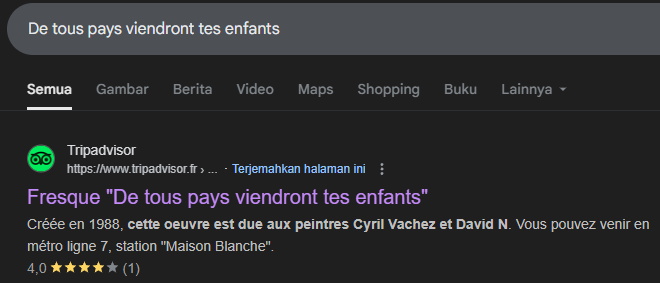 De tous pays viendront tes enfants
Semua Gambar Berita Video Maps Shopping Buku Lainnya
Tripadvisor
https://www.tripadvisor.fr › ... · Terjemahkan halaman ini
Fresque "De tous pays viendront tes enfants"
Créée en 1988, cette oeuvre est due aux peintres Cyril Vachez et David N. Vous pouvez venir en
métro ligne 7, station "Maison Blanche".
4,0 ★★★★★ (1)